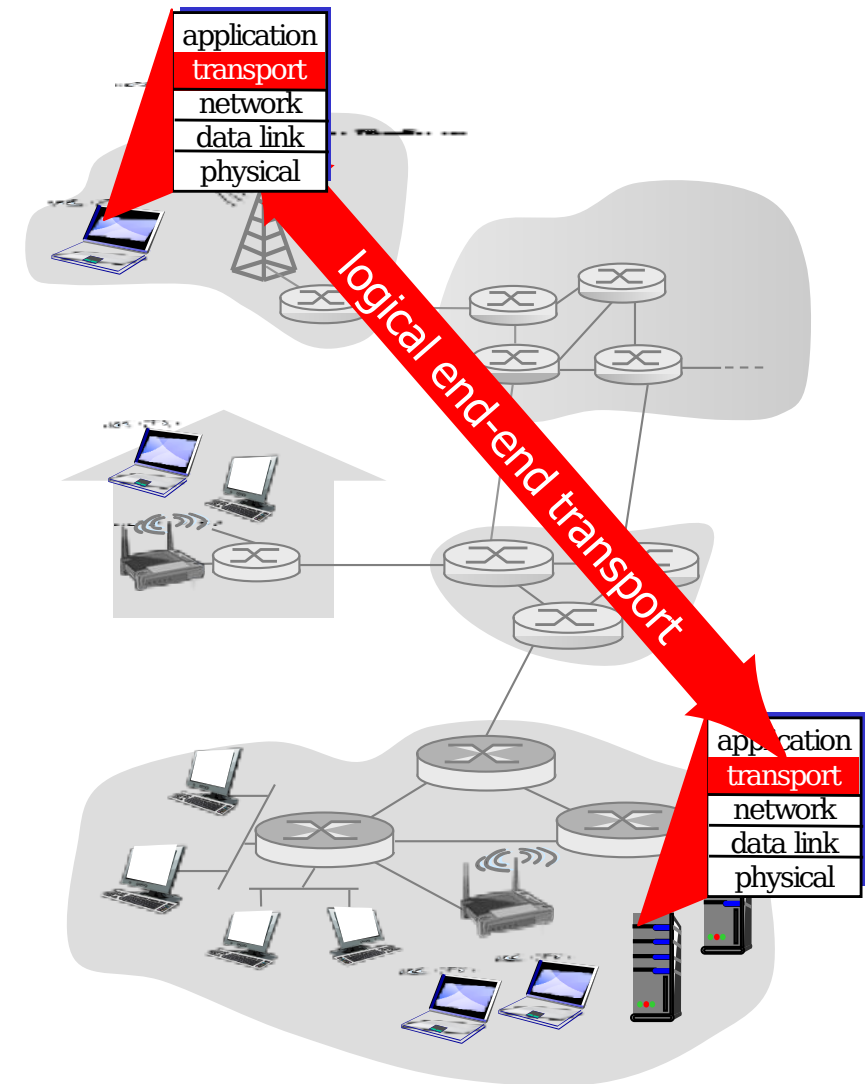 application
transport
network
data link
physical
logical end-end transport
application
transport
network
data link
physical